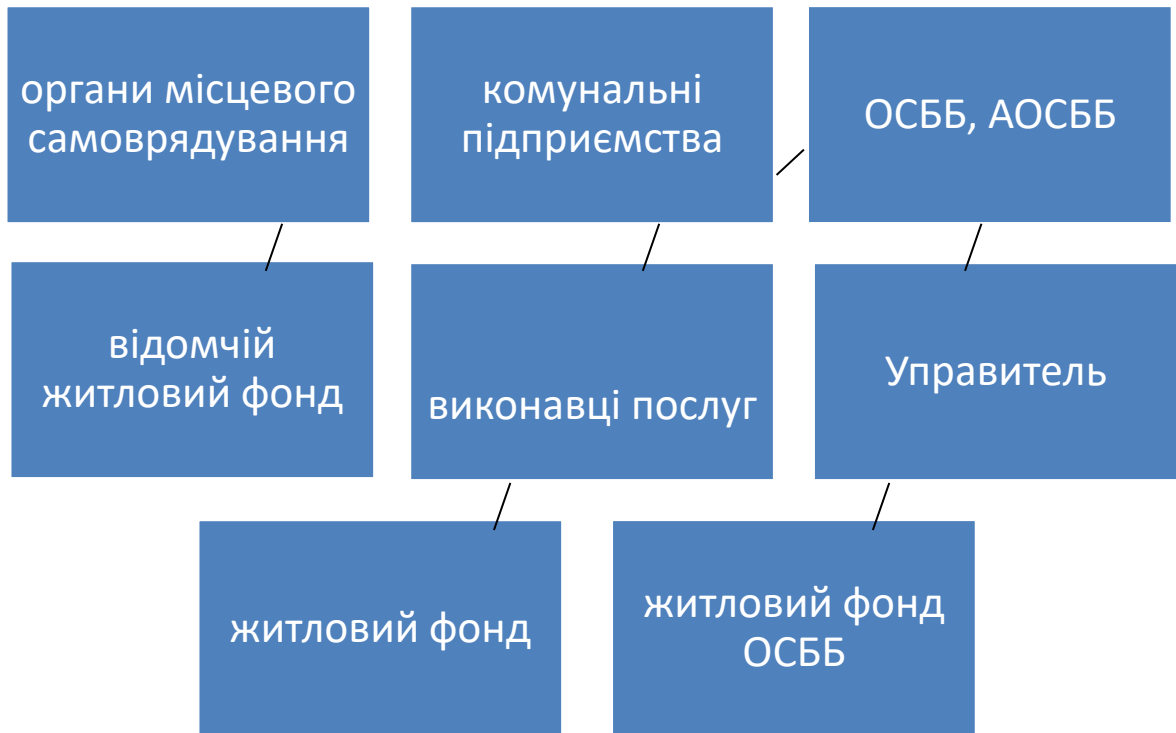 органи місцевого
самоврядування
комунальні
підприємства
ОСББ, АОСББ
відомчій
житловий фонд
виконавці послуг
Управитель
житловий фонд
житловий фонд
ОСББ